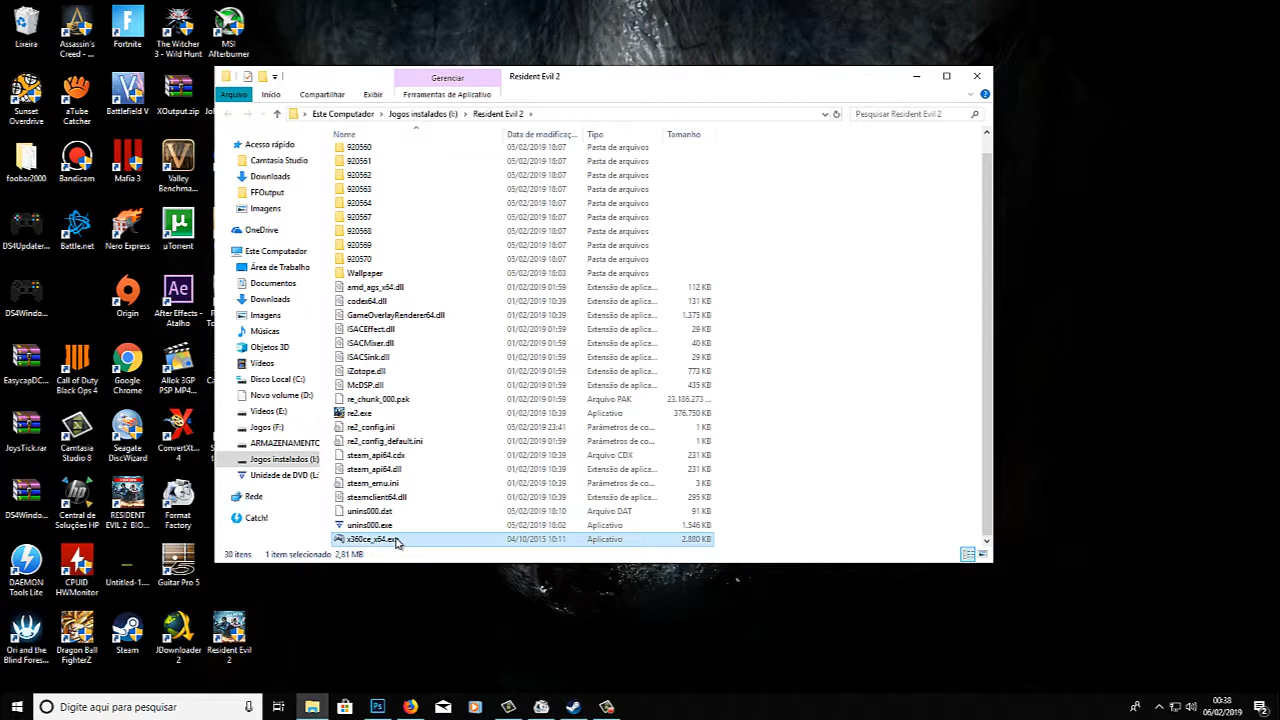 Lixeira
Assassin's
Creed - ...
Fortnite
The Witcher
3 - Wild Hunt
MSI
Afterburner
Sunset
Overdrive
aTube
Catcher
Battlefield V
XOutput.zip
foobar2000
Bandicam
Mafia 3
Valley
Benchma...
DS4Updater...
Battle.net
Nero Express
µTorrent
DS4Window...
Origin
After Effects -
Atalho
EasycapDC...
Call of Duty
Black Ops 4
Google
Chrome
Allok 3GP
PSP MP4...
JoysTick.rar
Camtasia
Studio 8
Seagate
DiscWizard
ConvertXt...
4
Central de
Soluções HP
RESIDENT
EVIL 2 BIO...
Format
Factory
DAEMON
Tools Lite
CPUID
HWMonitor
Untitled-1....
Guitar Pro 5
Ori and the
Blind Fores...
Dragon Ball
FighterZ
Steam
JDownloader
2
Resident Evil
2
Gerenciar
Resident Evil 2
Arquivo
Início
Compartilhar
Exibir
Ferramentas de Aplicativo
Este Computador
Jogos instalados (I:)
Resident Evil 2
Pesquisar Resident Evil 2
Acesso rápido
Camtasia Studio
Downloads
FFOutput
Imagens
OneDrive
Este Computador
Área de Trabalho
Documentos
Downloads
Imagens
Músicas
Objetos 3D
Vídeos
Disco Local (C:)
Novo volume (D:)
Vídeos (E:)
Jogos (F:)
ARMAZENAMENTO
Jogos instalados (I:
Unidade de DVD (L:
Rede
Catch!
Nome
Data de modificaç...
Tipo
Tamanho
920560 05/02/2019 18:07 Pasta de arquivos
920561 05/02/2019 18:07 Pasta de arquivos
920562 05/02/2019 18:07 Pasta de arquivos
920563 05/02/2019 18:07 Pasta de arquivos
920564 05/02/2019 18:07 Pasta de arquivos
920567 05/02/2019 18:07 Pasta de arquivos
920568 05/02/2019 18:07 Pasta de arquivos
920569 05/02/2019 18:07 Pasta de arquivos
920570 05/02/2019 18:07 Pasta de arquivos
Wallpaper 05/02/2019 18:03 Pasta de arquivos
amd_ags_x64.dll 01/02/2019 01:59 Extensão de aplica... 112 KB
codex64.dll 01/02/2019 10:39 Extensão de aplica... 131 KB
GameOverlayRenderer64.dll 01/02/2019 10:39 Extensão de aplica... 1.375 KB
ISACEffect.dll 01/02/2019 01:59 Extensão de aplica... 29 KB
ISACMixer.dll 01/02/2019 01:59 Extensão de aplica... 40 KB
ISACSink.dll 01/02/2019 01:59 Extensão de aplica... 29 KB
iZotope.dll 01/02/2019 01:59 Extensão de aplica... 773 KB
McDSP.dll 01/02/2019 01:59 Extensão de aplica... 435 KB
re_chunk_000.pak 01/02/2019 01:59 Arquivo PAK 23.186.273 ...
re2.exe 01/02/2019 10:39 Aplicativo 376.750 KB
re2_config.ini 05/02/2019 23:41 Parâmetros de co... 1 KB
re2_config_default.ini 01/02/2019 10:39 Parâmetros de co... 1 KB
steam_api64.cdx 01/02/2019 10:39 Arquivo CDX 231 KB
steam_api64.dll 01/02/2019 10:39 Extensão de aplica... 231 KB
steam_emu.ini 01/02/2019 10:39 Parâmetros de co... 3 KB
steamclient64.dll 01/02/2019 10:39 Extensão de aplica... 295 KB
unins000.dat 05/02/2019 18:10 Arquivo DAT 91 KB
unins000.exe 05/02/2019 18:02 Aplicativo 1.546 KB
x360ce_x64.exe 04/10/2015 10:11 Aplicativo 2.880 KB
30 itens 1 item selecionado 2,81 MB
Digite aqui para pesquisar
00:38
06/02/2019
2